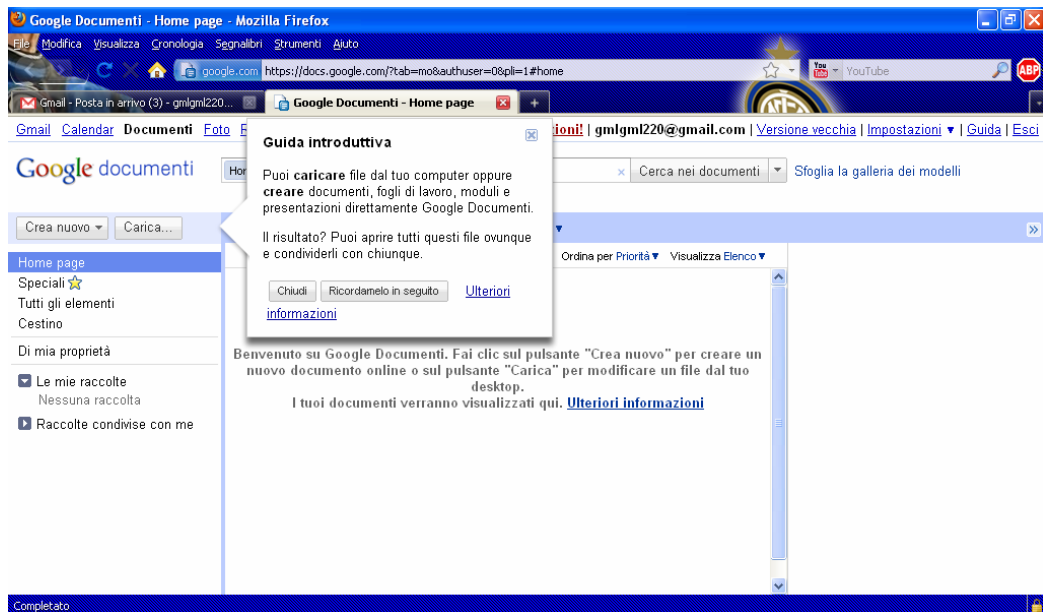 Google Documenti - Home page - Mozilla Firefox
File Modifica Visualizza Cronologia Segnalibri Strumenti Aiuto
google.com https://docs.google.com/?tab=mo&authuser=0&pli=1#home YouTube ABP
Gmail - Posta in arrivo (3) - gmlgml220... Google Documenti - Home page
Gmail Calendar Documenti Foto gmlgml220@gmail.com | Versione vecchia | Impostazioni ▼ | Guida | Esci
Google documenti
Cerca nei documenti Sfoglia la galleria dei modelli
Guida introduttiva
Puoi caricare file dal tuo computer oppure
creare documenti, fogli di lavoro, moduli e
presentazioni direttamente Google Documenti.
Il risultato? Puoi aprire tutti questi file ovunque
e condividerli con chiunque.
Chiudi Ricordamelo in seguito Ulteriori
informazioni
Crea nuovo Carica...
Ordina per Priorità ▼ Visualizza Elenco ▼
Home page
Speciali
Tutti gli elementi
Cestino
Di mia proprietà
Le mie raccolte
Nessuna raccolta
Raccolte condivise con me
Benvenuto su Google Documenti. Fai clic sul pulsante "Crea nuovo" per creare un
nuovo documento online o sul pulsante "Carica" per modificare un file dal tuo
desktop.
I tuoi documenti verranno visualizzati qui. Ulteriori informazioni
Completato